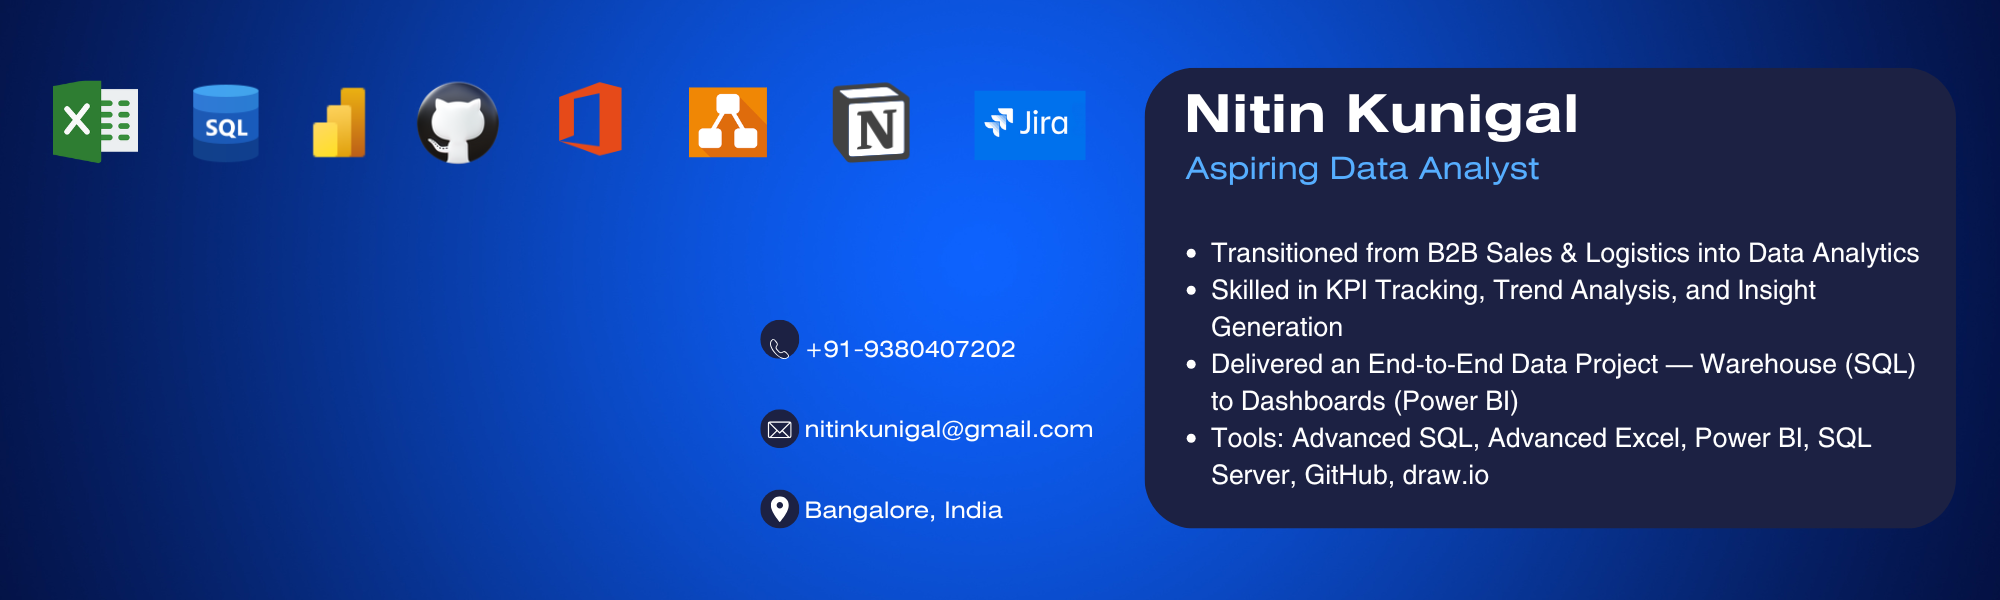 X
SQL
N
Jira
+91-9380407202
nitinkunigal@gmail.com
Bangalore, India
Nitin Kunigal
Aspiring Data Analyst
• Transitioned from B2B Sales & Logistics into Data Analytics
• Skilled in KPI Tracking, Trend Analysis, and Insight
Generation
• Delivered an End-to-End Data Project — Warehouse (SQL)
to Dashboards (Power BI)
• Tools: Advanced SQL, Advanced Excel, Power BI, SQL
Server, GitHub, draw.io